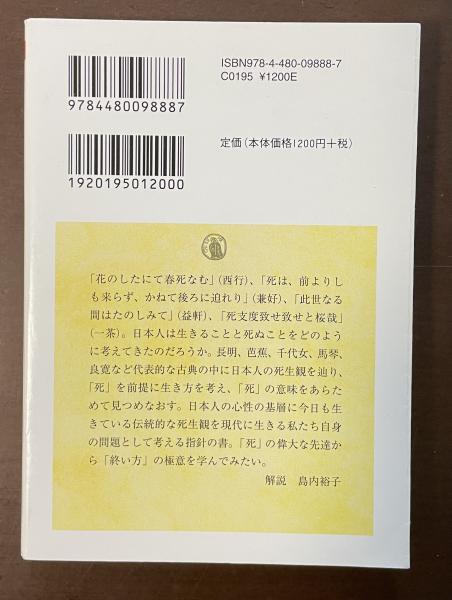 ISBN978-4-480-09888-7
C0195 ¥1200E
9784480098887
定価(本体価格1200円+税)
1920195012000
「花のしたにて春死なむ」(西行)、「死は、前よりし
も来らず、かねて後ろに迫れり」(兼好)、「此世なる
間はたのしみて」(益軒)、「死支度致せ致せと桜哉」
(一茶)。日本人は生きることと死ぬことをどのよう
に考えてきたのだろうか。長明、芭蕉、千代女、馬琴、
良寛など代表的な古典の中に日本人の死生観を辿り、
「死」を前提に生き方を考え、「死」の意味をあらた
めて見つめなおす。日本人の心性の基層に今日も生
きている伝統的な死生観を現代に生きる私たち自身
の問題として考える指針の書。「死」の偉大な先達か
ら「終い方」の極意を学んでみたい。
解説 島内裕子